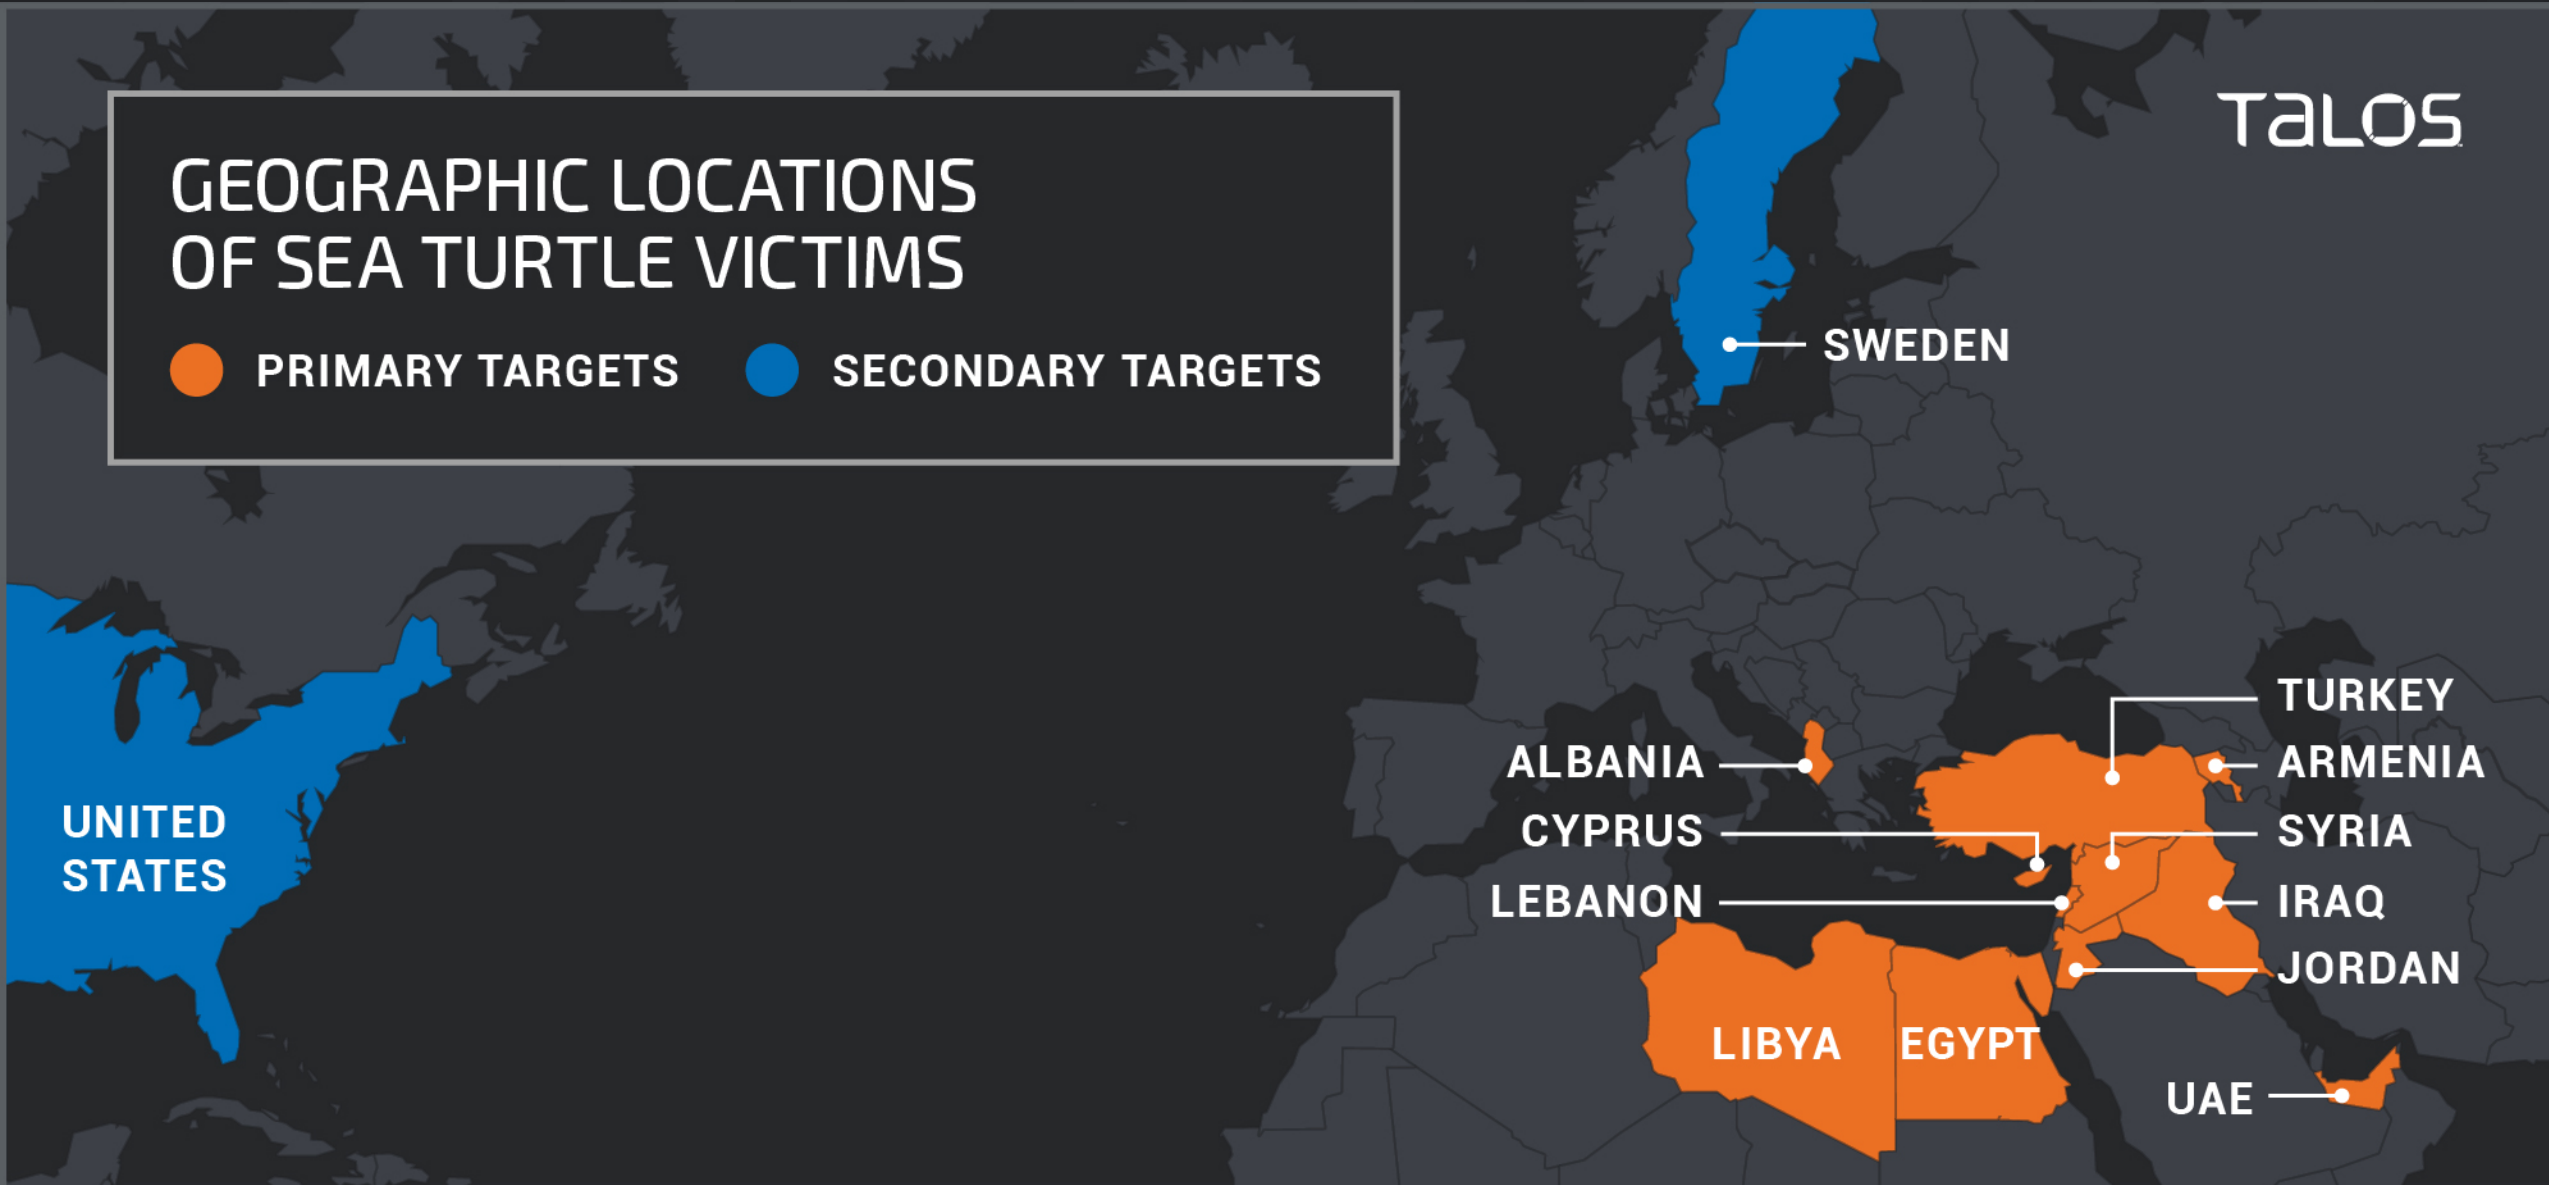 TALOS
GEOGRAPHIC LOCATIONS
OF SEA TURTLE VICTIMS
PRIMARY TARGETS
SECONDARY TARGETS
SWEDEN
UNITED
STATES
TURKEY
ALBANIA
ARMENIA
CYPRUS
SYRIA
LEBANON
IRAQ
JORDAN
LIBYA
EGYPT
UAE